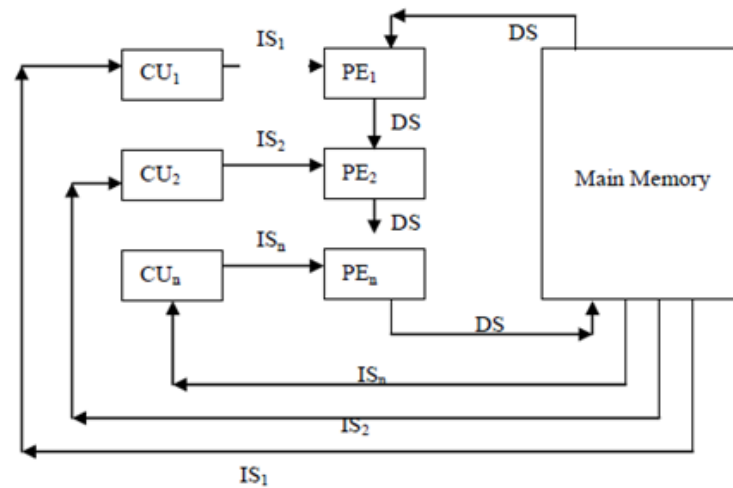 DS
IS₁
CU₁
PE₁
DS
IS₂
CU₂
PE₂
Main Memory
DS
ISₙ
CUₙ
PEₙ
DS
ISₙ
IS₂
IS₁